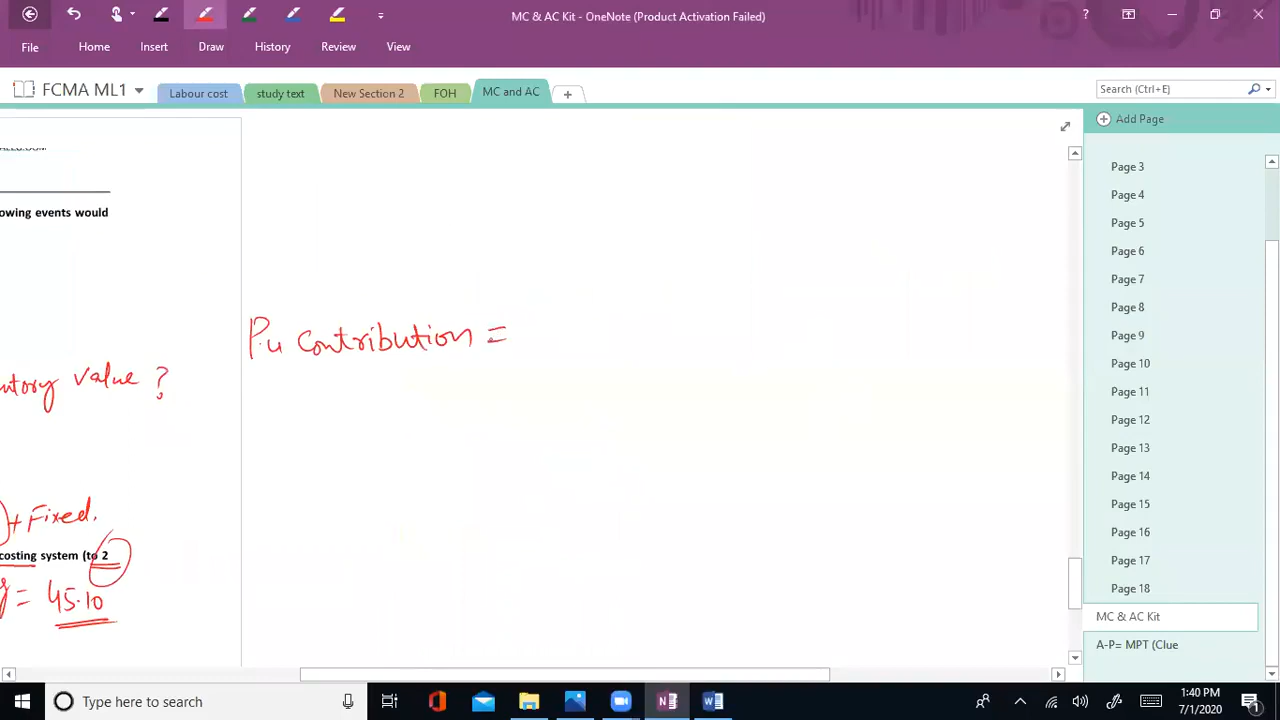 MC & AC Kit - OneNote (Product Activation Failed)
?
File Home Insert Draw History Review View
FCMA ML1 Labour cost study text New Section 2 FOH MC and AC
Search (Ctrl+E)
Add Page
Page 3
Page 4
Page 5
Page 6
Page 7
Page 8
Page 9
Page 10
Page 11
Page 12
Page 13
Page 14
Page 15
Page 16
Page 17
Page 18
MC & AC Kit
A-P= MPT (Clue
owing events would
P.u Contribution =
ntory value ?
) + Fixed.
costing system (to 2
= 45.10
Type here to search
1:40 PM
7/1/2020
1